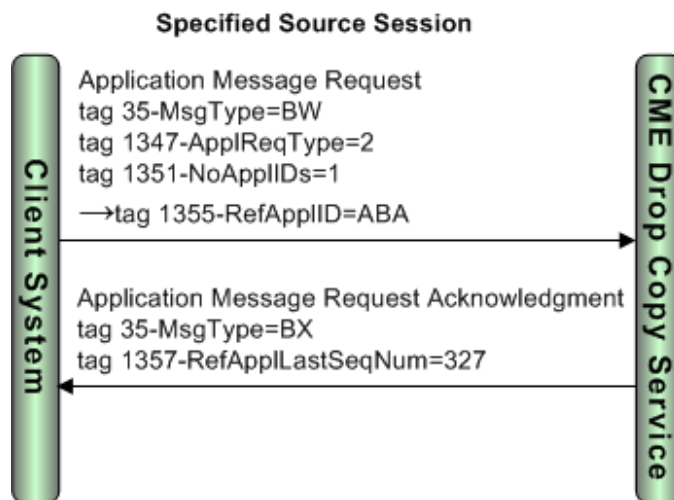 Specified Source Session
Client System
Application Message Request
tag 35-MsgType=BW
tag 1347-ApplReqType=2
tag 1351-NoApplIDs=1
→tag 1355-RefApplID=ABA
Application Message Request Acknowledgment
tag 35-MsgType=BX
tag 1357-RefApplLastSeqNum=327
CME Drop Copy Service